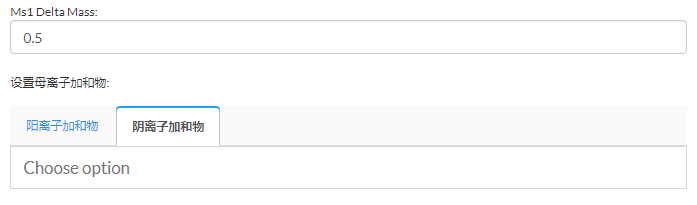 Ms1 Delta Mass:
0.5
设置母离子加和物:
阳离子加和物 阴离子加和物
Choose option